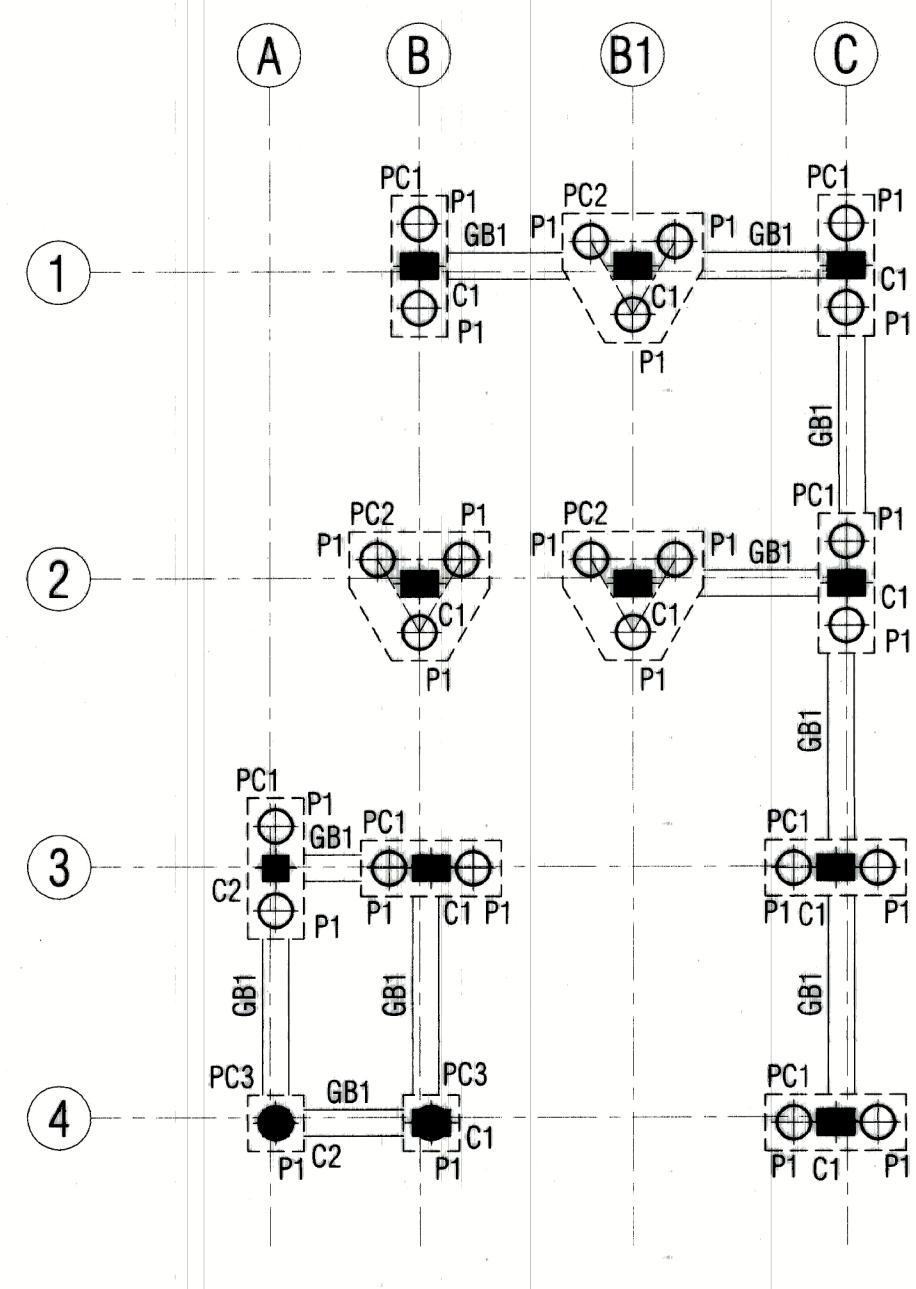 A B B1 C
PC1 PC2 PC1
P1 P1 P1 P1
GB1 GB1
1
C1 C1 C1
P1 P1
P1
GB1
PC1
PC2 PC2
P1 P1 P1 P1 P1
GB1
2
C1 C1 C1
P1
P1 P1
GB1
PC1
P1
GB1 PC1 PC1
3
C2
P1 C1 P1 P1 C1 P1
P1
GB1 GB1 GB1
PC3 PC3 PC1
GB1
4
C1
P1 C2 P1 P1 C1 P1